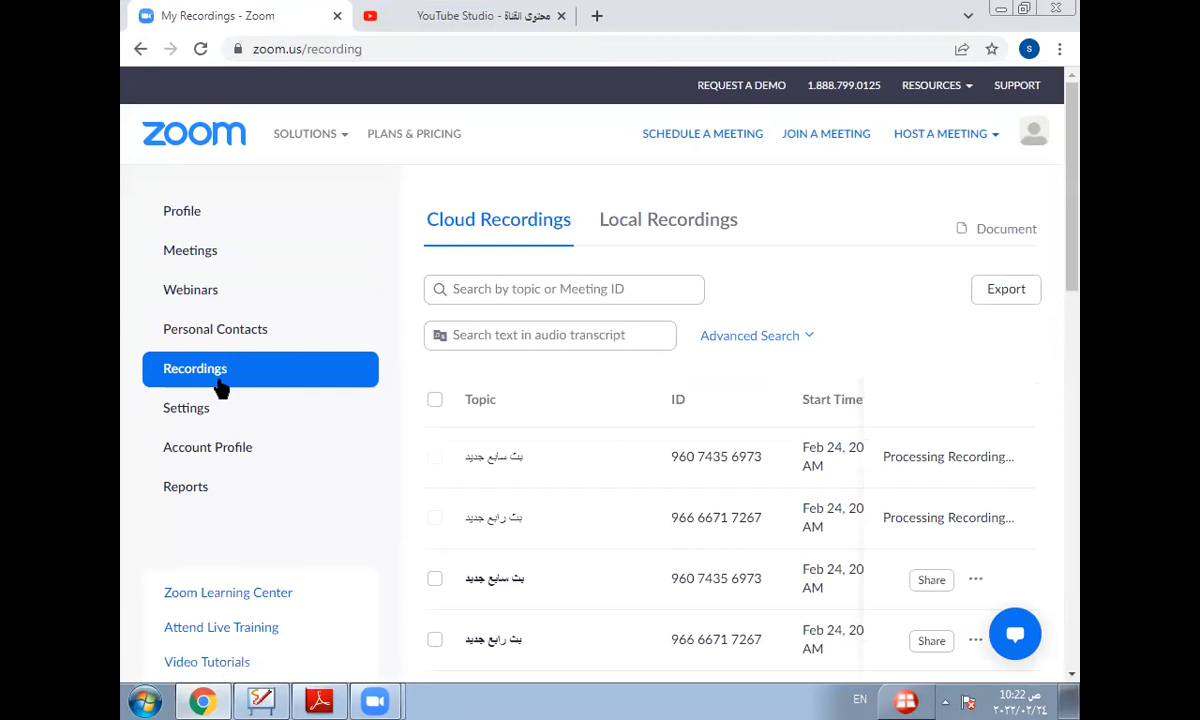 My Recordings - Zoom
YouTube Studio - محتوى القناة
zoom.us/recording
S
REQUEST A DEMO 1.888.799.0125 RESOURCES SUPPORT
zoom SOLUTIONS PLANS & PRICING SCHEDULE A MEETING JOIN A MEETING HOST A MEETING
Profile
Meetings
Webinars
Personal Contacts
Recordings
Settings
Account Profile
Reports
Zoom Learning Center
Attend Live Training
Video Tutorials
Cloud Recordings Local Recordings
Document
Search by topic or Meeting ID Export
Search text in audio transcript Advanced Search
Topic ID Start Time
بث سابع جديد 960 7435 6973 Feb 24, 20 AM Processing Recording...
بث رابع جديد 966 6671 7267 Feb 24, 20 AM Processing Recording...
بث سابع جديد 960 7435 6973 Feb 24, 20 AM Share
بث رابع جديد 966 6671 7267 Feb 24, 20 AM Share
EN
10:22 ص
٢٠٢٢/٠٢/٢٤